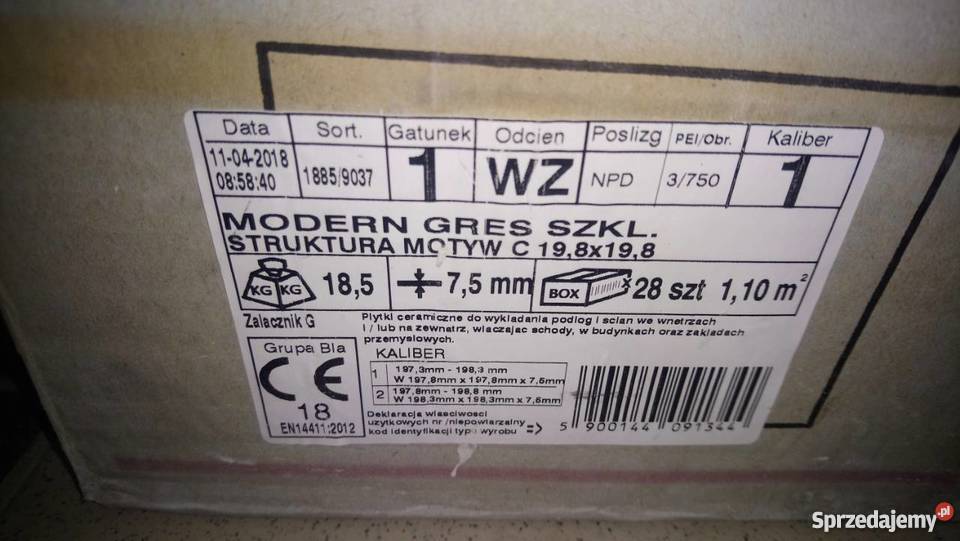 Data Sort. Gatunek Odcien Poslizg PEI/Obr. Kaliber
11-04-2018 1885/9037 1 WZ NPD 3/750 1
08:58:40
MODERN GRES SZKL.
STRUKTURA MOTYW C 19,8x19,8
KG KG 18,5 7,5 mm BOX x 28 szt 1,10 m²
Zalacznik G
Plytki ceramiczne do wykladania podlog i scian we wnetrzach
i / lub na zewnatrz, wlaczajac schody, w budynkach oraz zakladach
przemyslowych.
Grupa BIa
CE
18
EN14411:2012
KALIBER
1 197,3mm - 198,3 mm
W 197,8mm x 197,8mm x 7,5mm
2 197,8mm - 198,8 mm
W 198,3mm x 198,3mm x 7,5mm
Deklaracja wlasciwosci
uzytkowych nr /niepowtarzalny
kod identyfikacji typu wyrobu =>
5 900144 091344
Sprzedajemy.pl